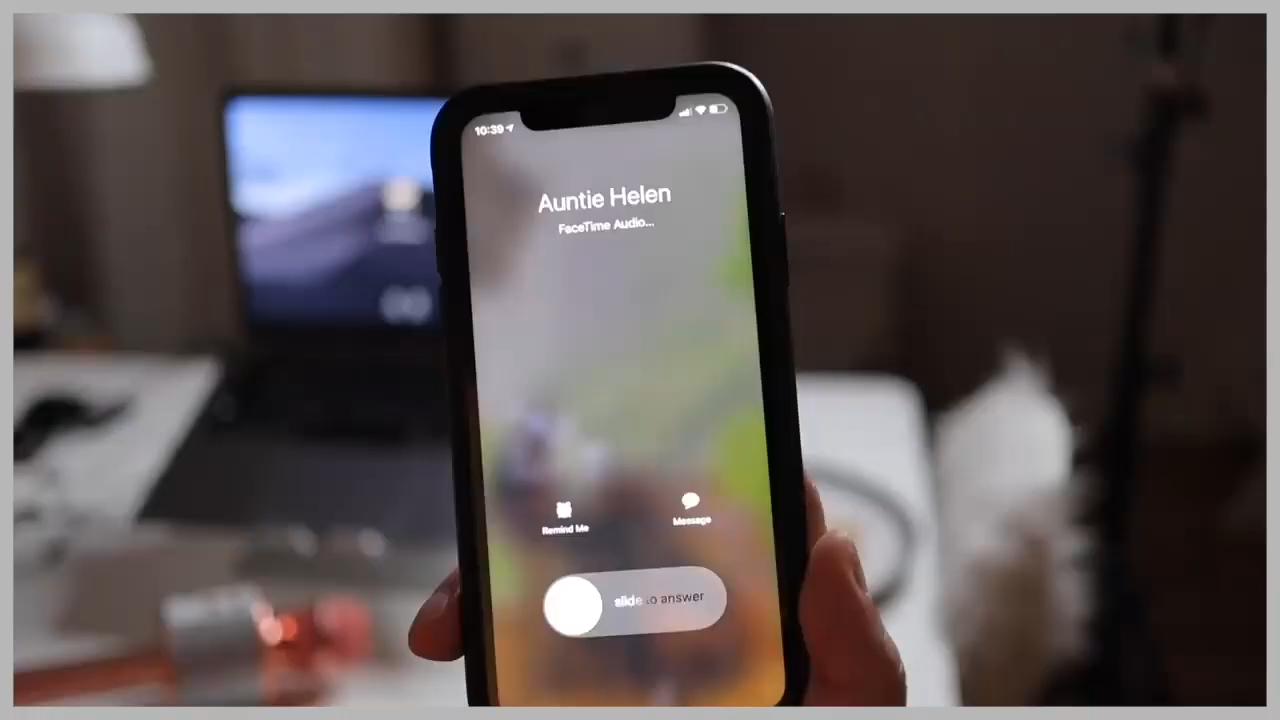 10:39
Auntie Helen
FaceTime Audio...
Remind Me
Message
slide to answer